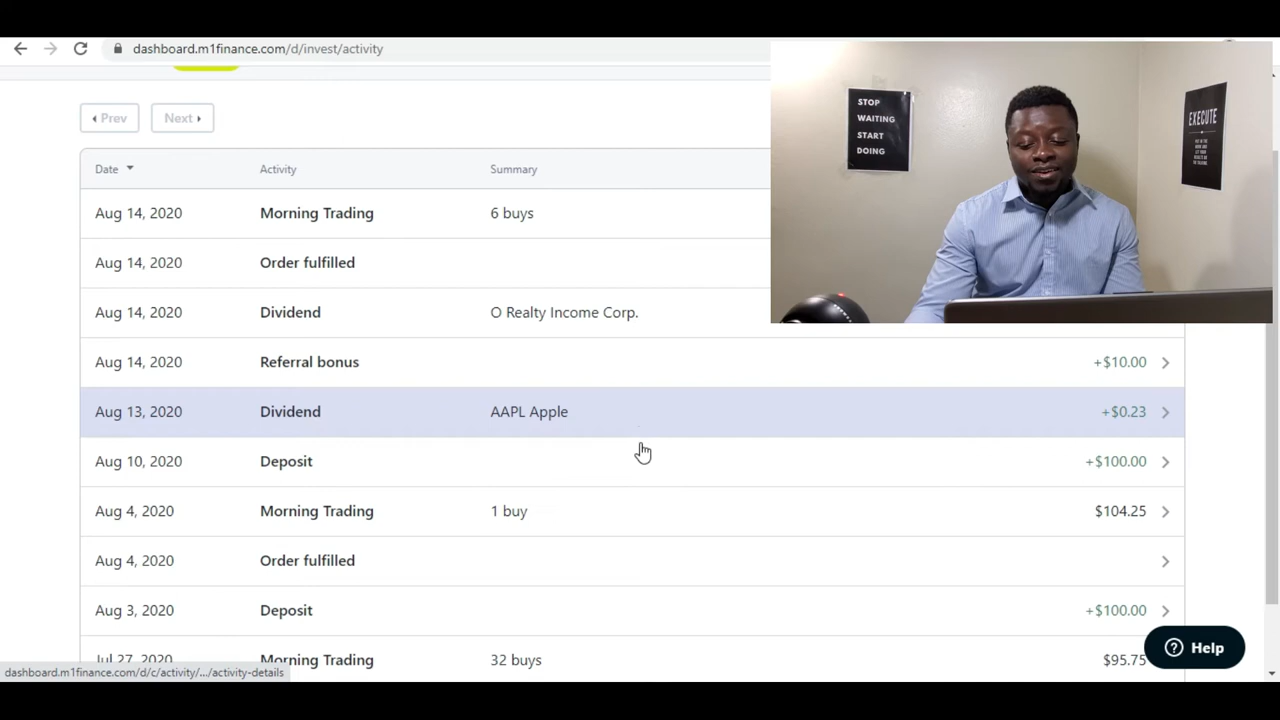 dashboard.m1finance.com/d/invest/activity
Prev Next
Date Activity Summary
Aug 14, 2020 Morning Trading 6 buys
Aug 14, 2020 Order fulfilled
Aug 14, 2020 Dividend O Realty Income Corp.
Aug 14, 2020 Referral bonus +$10.00
Aug 13, 2020 Dividend AAPL Apple +$0.23
Aug 10, 2020 Deposit +$100.00
Aug 4, 2020 Morning Trading 1 buy $104.25
Aug 4, 2020 Order fulfilled
Aug 3, 2020 Deposit +$100.00
Jul 27, 2020 Morning Trading 32 buys $95.75
Help
dashboard.m1finance.com/d/c/activity/.../activity-details
STOP
WAITING
START
DOING
EXECUTE